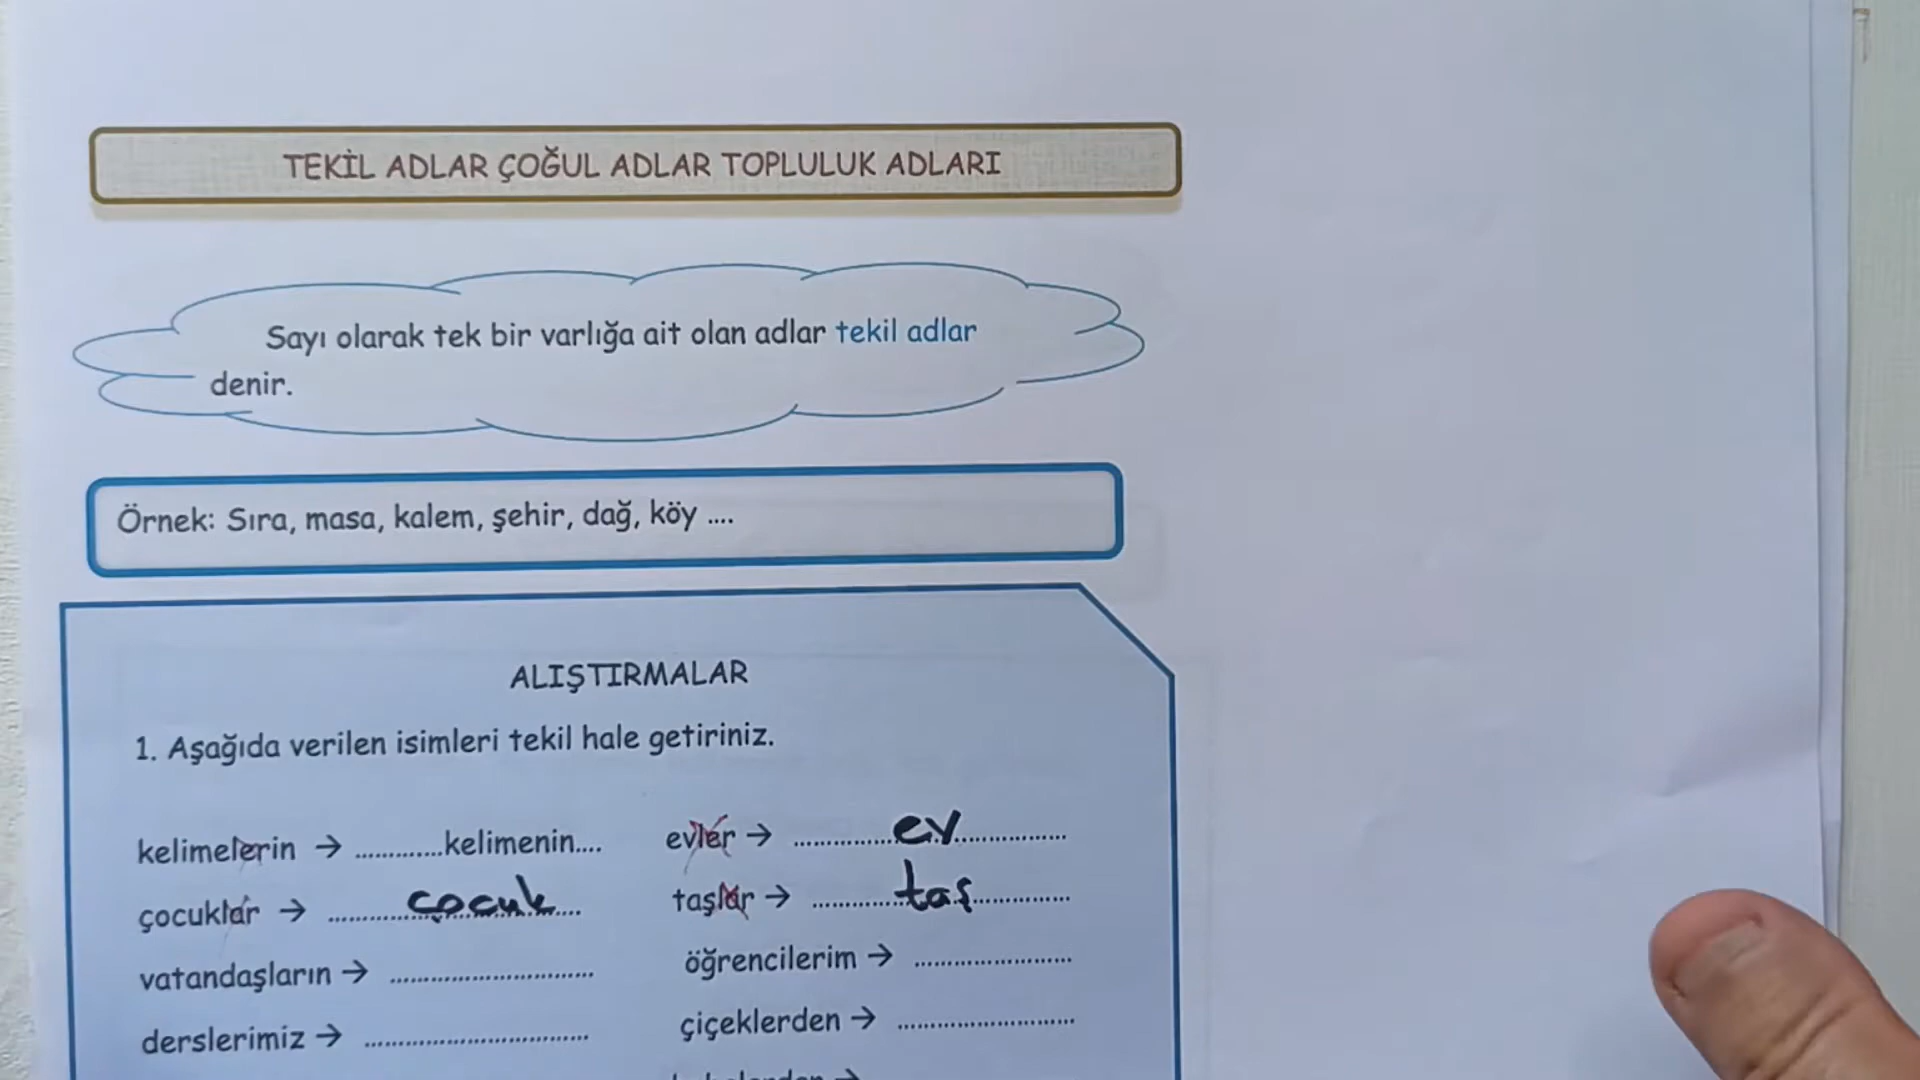 TEKİL ADLAR ÇOĞUL ADLAR TOPLULUK ADLARI
Sayı olarak tek bir varlığa ait olan adlar tekil adlar
denir.
Örnek: Sıra, masa, kalem, şehir, dağ, köy ....
ALIŞTIRMALAR
1. Aşağıda verilen isimleri tekil hale getiriniz.
kelimelerin → .............kelimenin.... evler → ev
çocuklar → çocuk taşlar → taş
vatandaşların → ............................ öğrencilerim → .....................
derslerimiz → .............................. çiçeklerden → ........................